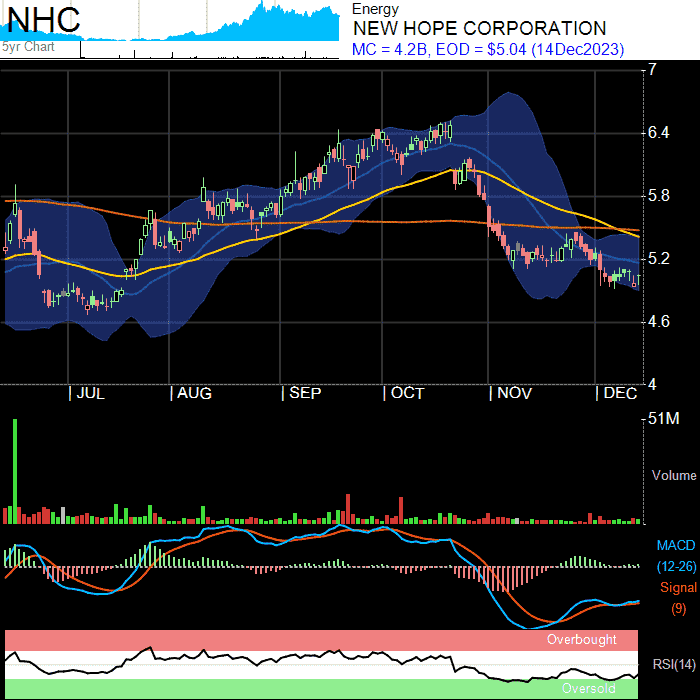 NHC
5yr Chart
Energy
NEW HOPE CORPORATION
MC = 4.2B, EOD = $5.04 (14Dec2023)
7
6.4
5.8
5.2
4.6
4
| JUL | AUG | SEP | OCT | NOV | DEC
51M
Volume
MACD
(12-26)
Signal
(9)
Overbought
RSI(14)
Oversold